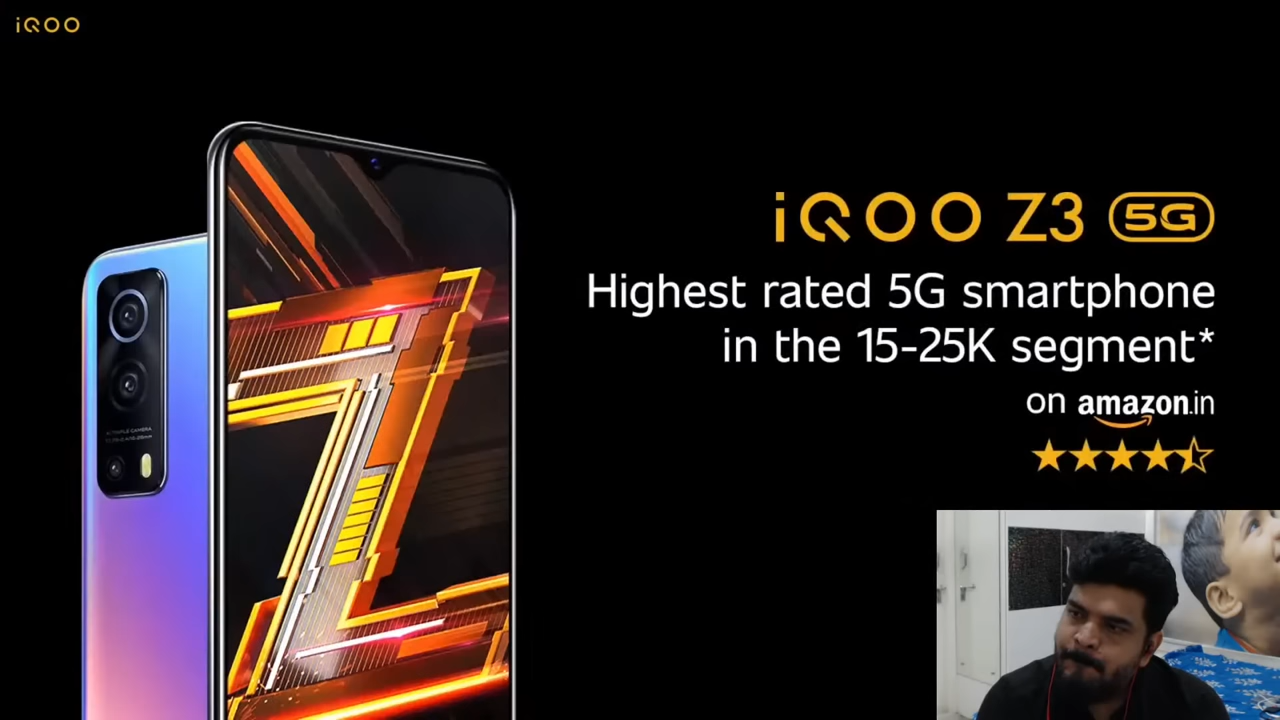 iQOO
iQOO Z3 5G
Highest rated 5G smartphone
in the 15-25K segment*
on amazon.in